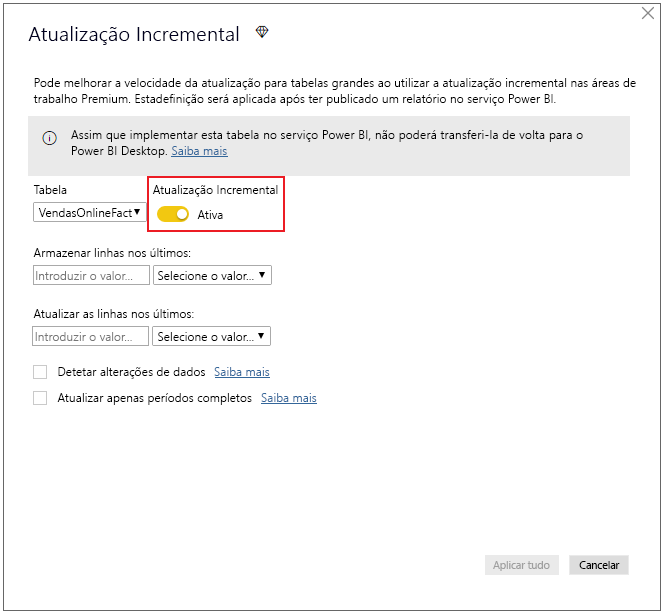 Atualização Incremental
Pode melhorar a velocidade da atualização para tabelas grandes ao utilizar a atualização incremental nas áreas de
trabalho Premium. Estadefinição será aplicada após ter publicado um relatório no serviço Power BI.
Assim que implementar esta tabela no serviço Power BI, não poderá transferi-la de volta para o
Power BI Desktop. Saiba mais
Tabela
Atualização Incremental
VendasOnlineFact
Ativa
Armazenar linhas nos últimos:
Introduzir o valor... Selecione o valor...
Atualizar as linhas nos últimos:
Introduzir o valor... Selecione o valor...
Detetar alterações de dados Saiba mais
Atualizar apenas períodos completos Saiba mais
Aplicar tudo Cancelar